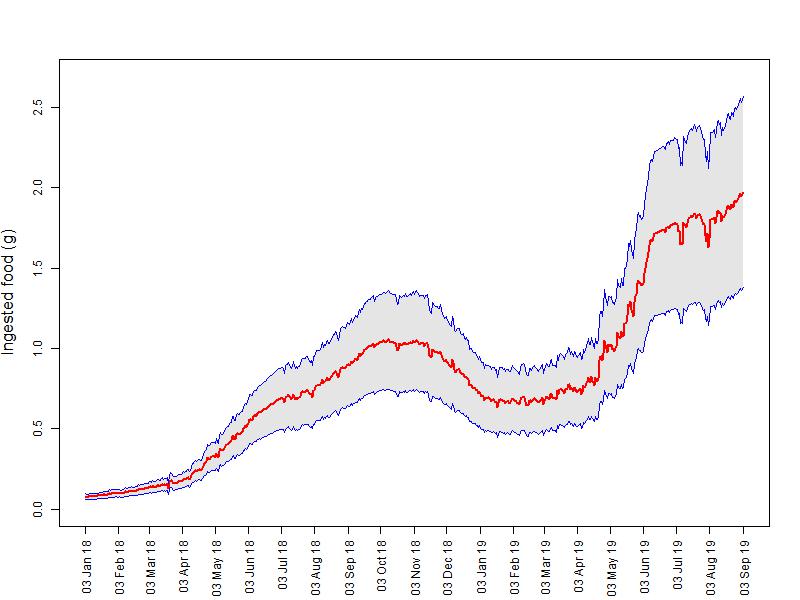 Ingested food (g)
2.5
2.0
1.5
1.0
0.5
0.0
03 Jan 18
03 Feb 18
03 Mar 18
03 Apr 18
03 May 18
03 Jun 18
03 Jul 18
03 Aug 18
03 Sep 18
03 Oct 18
03 Nov 18
03 Dec 18
03 Jan 19
03 Feb 19
03 Mar 19
03 Apr 19
03 May 19
03 Jun 19
03 Jul 19
03 Aug 19
03 Sep 19